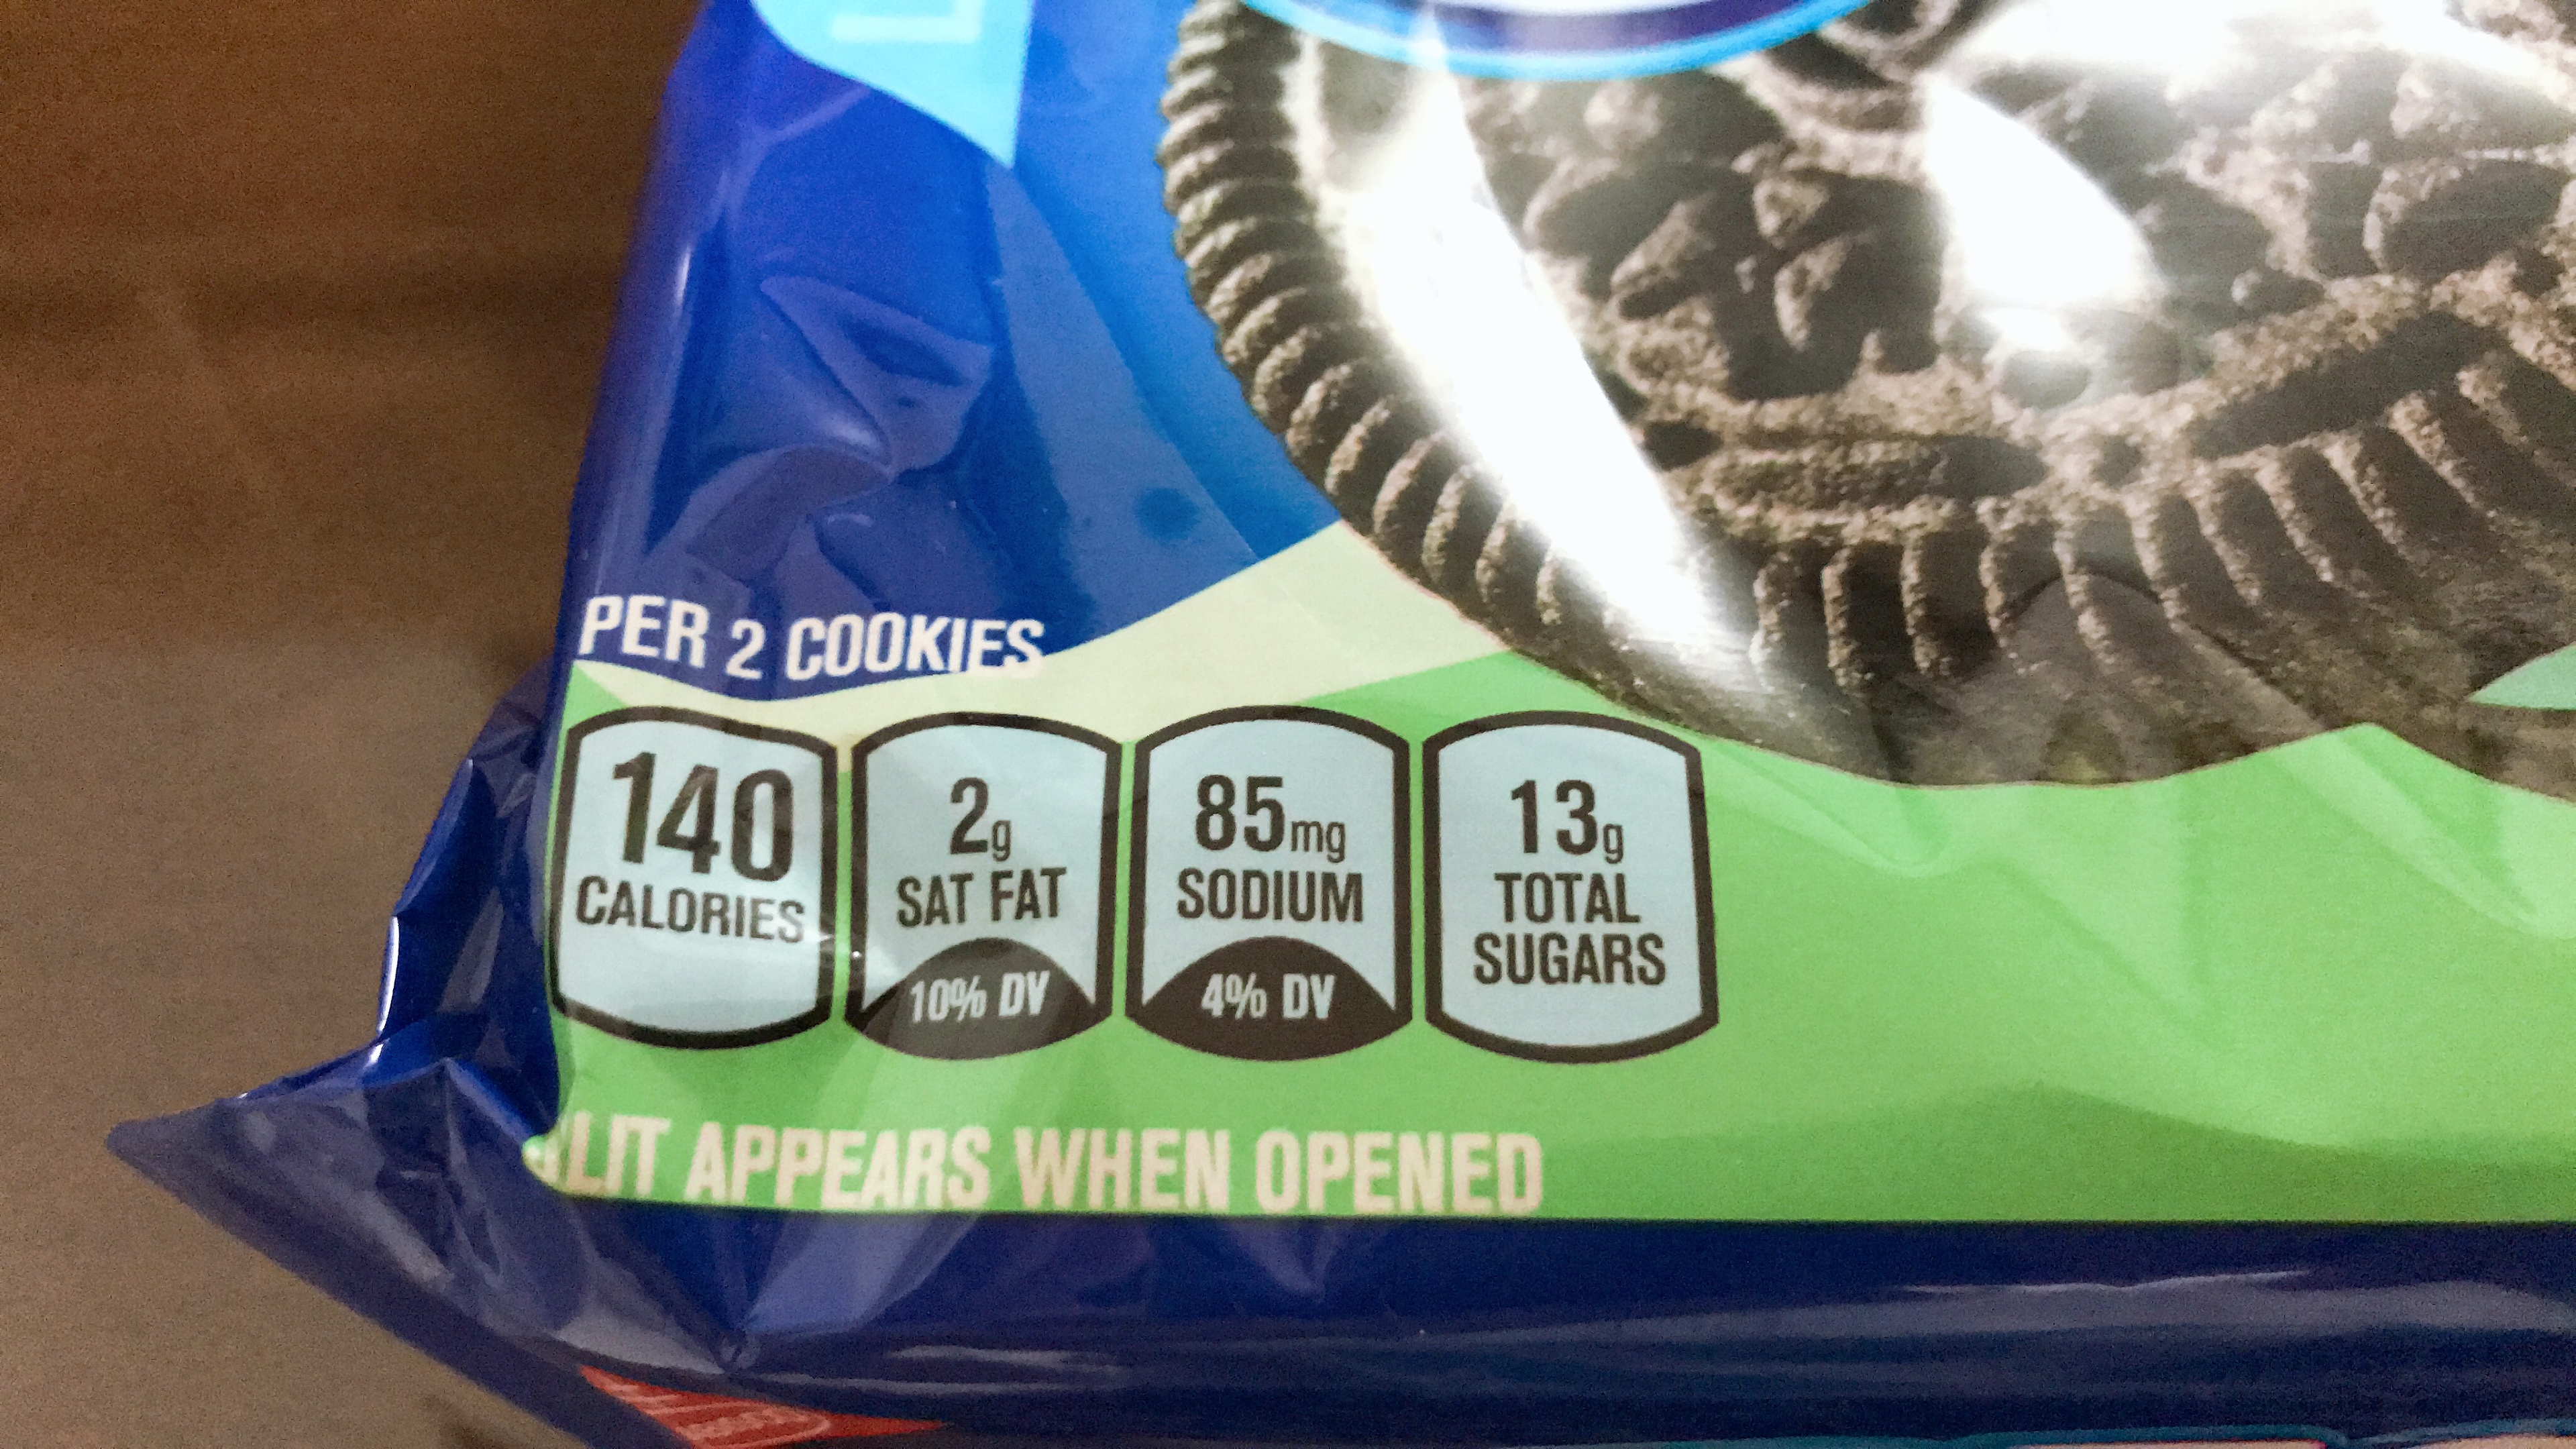 PER 2 COOKIES
140
CALORIES
2g
SAT FAT
10% DV
85mg
SODIUM
4% DV
13g
TOTAL
SUGARS
APPEARS WHEN OPENED